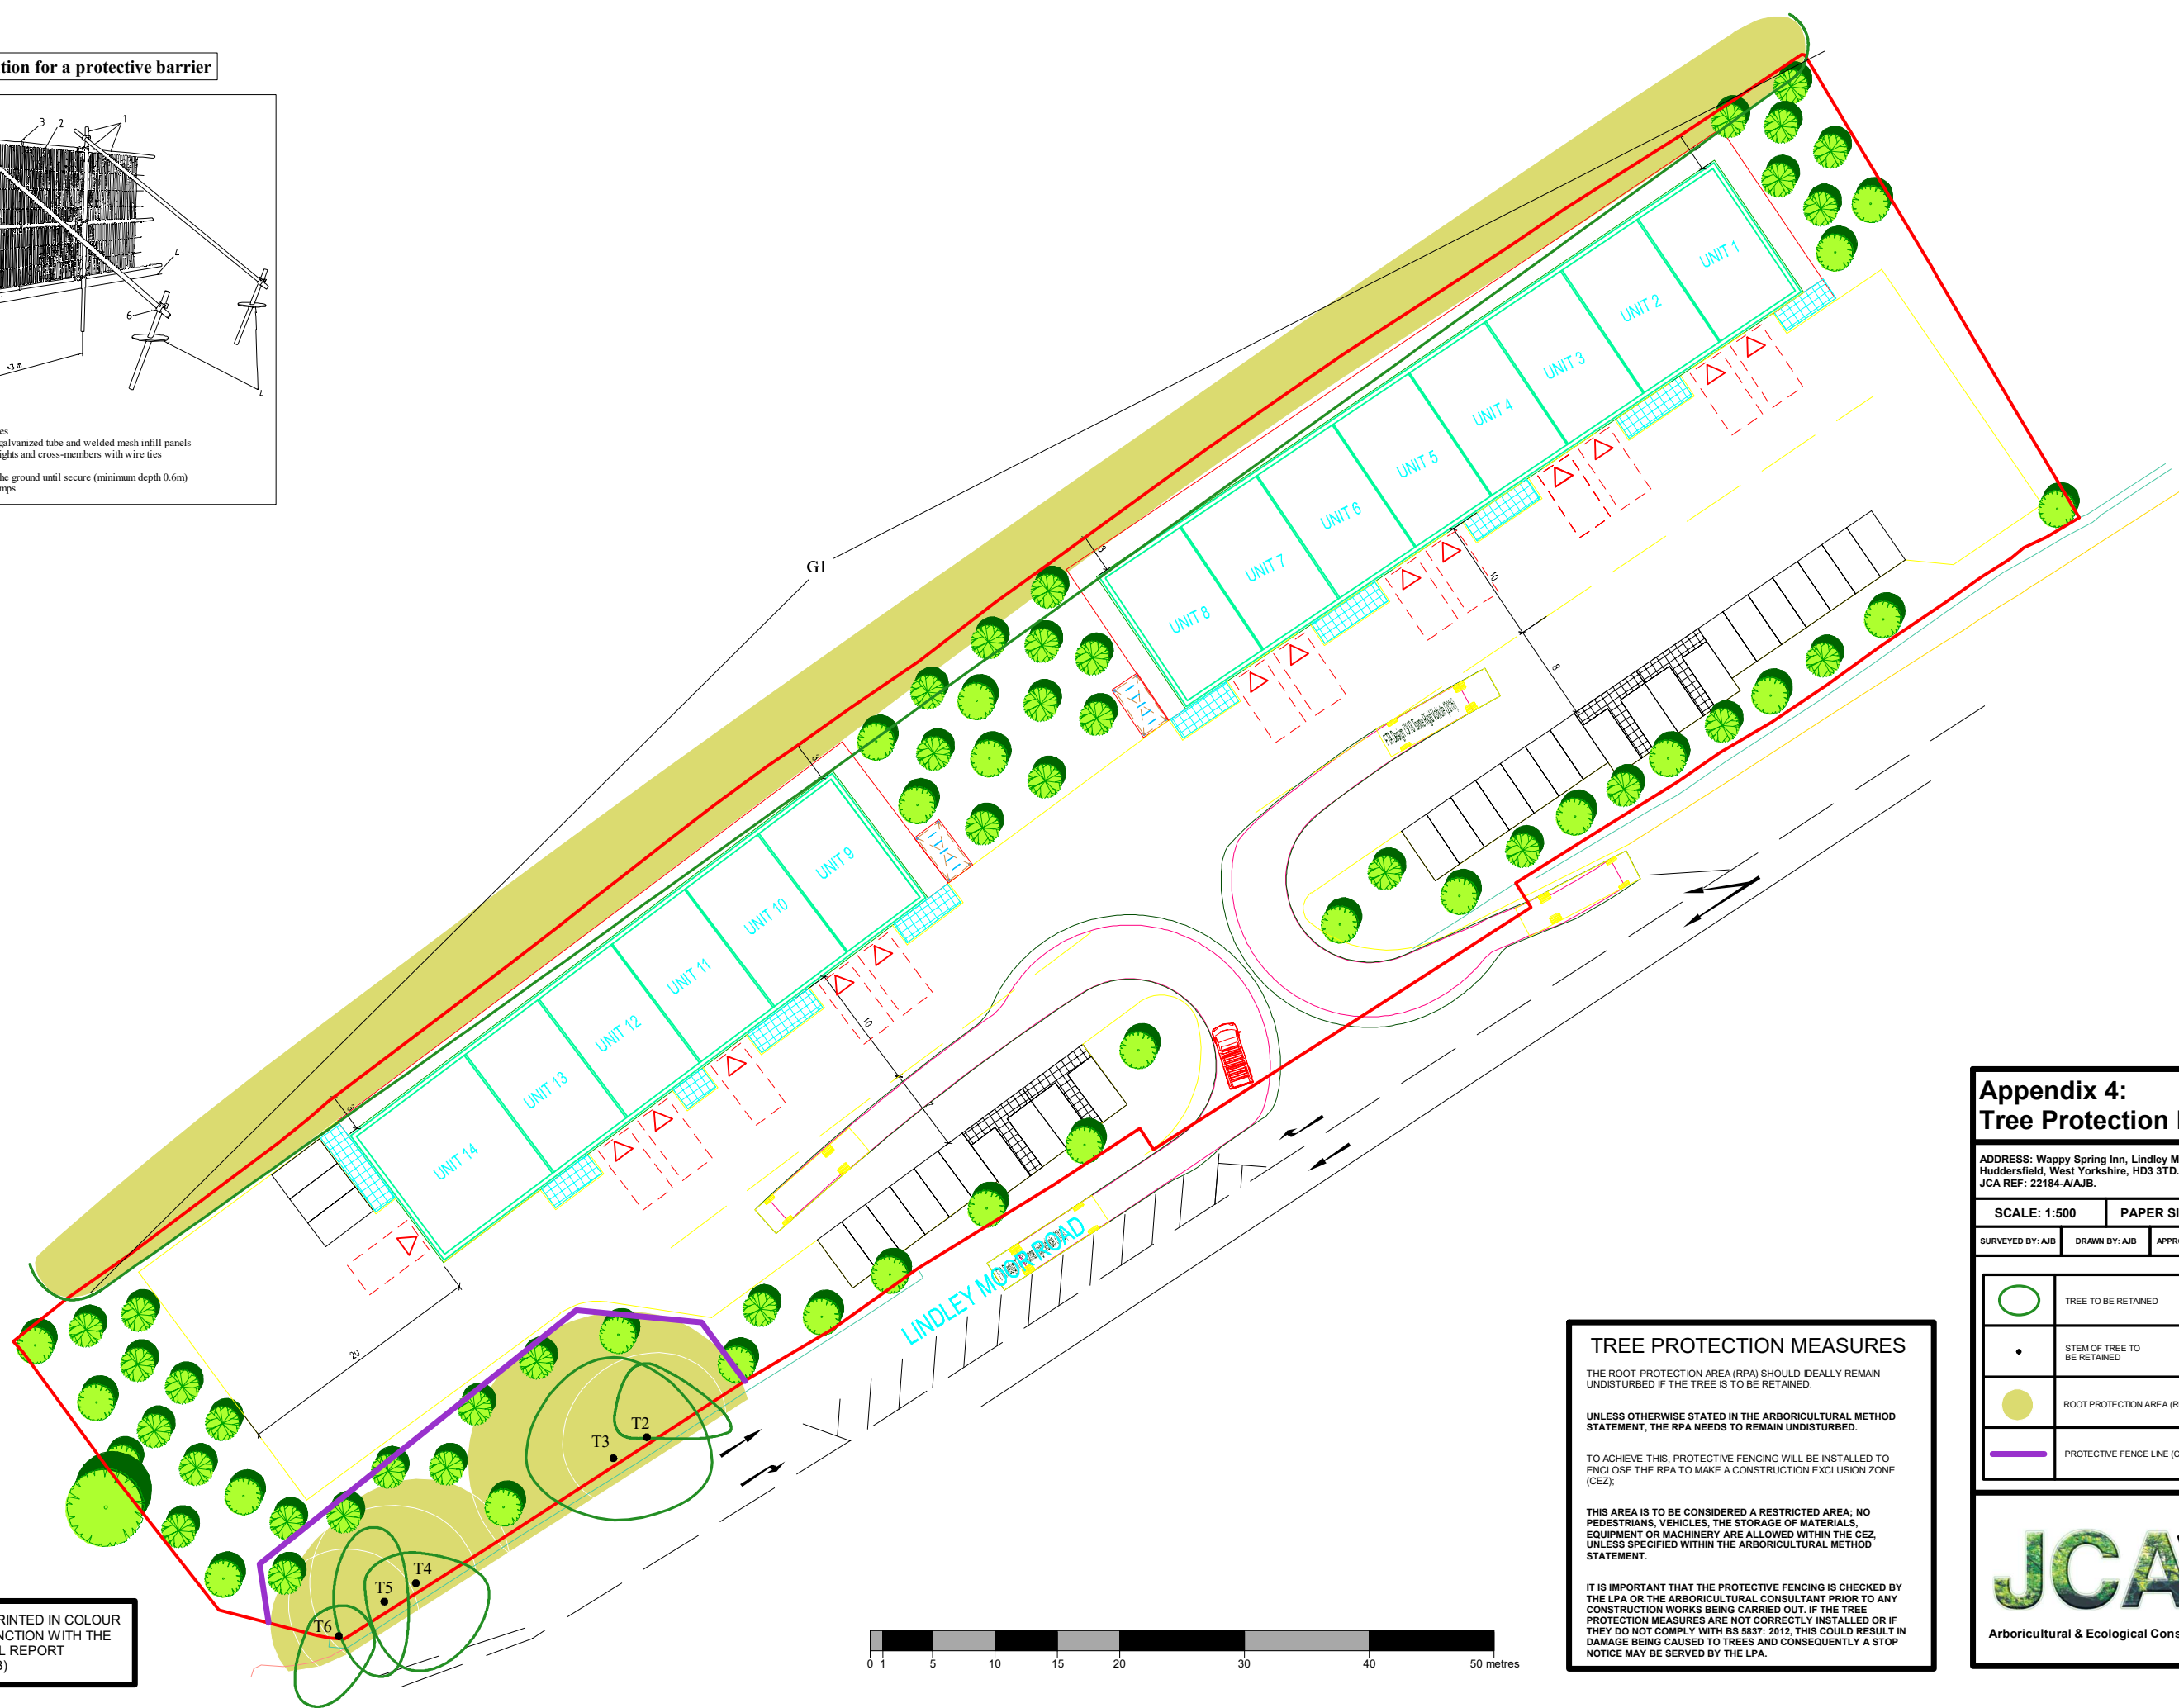 tion for a protective barrier
3
2
1
L
6
L
<3 m
es
galvanized tube and welded mesh infill panels
ights and cross-members with wire ties
he ground until secure (minimum depth 0.6m)
mps
G1
UNIT 1
UNIT 2
UNIT 3
UNIT 4
UNIT 5
UNIT 6
UNIT 7
UNIT 8
UNIT 9
UNIT 10
UNIT 11
UNIT 12
UNIT 13
UNIT 14
3
3
3
10
8
10
7
20
LINDLEY MOOR ROAD
T2
T3
T4
T5
T6
RINTED IN COLOUR
NCTION WITH THE
L REPORT
B)
0 1 5 10 15 20 30 40 50 metres
TREE PROTECTION MEASURES
THE ROOT PROTECTION AREA (RPA) SHOULD IDEALLY REMAIN
UNDISTURBED IF THE TREE IS TO BE RETAINED.
UNLESS OTHERWISE STATED IN THE ARBORICULTURAL METHOD
STATEMENT, THE RPA NEEDS TO REMAIN UNDISTURBED.
TO ACHIEVE THIS, PROTECTIVE FENCING WILL BE INSTALLED TO
ENCLOSE THE RPA TO MAKE A CONSTRUCTION EXCLUSION ZONE
(CEZ);
THIS AREA IS TO BE CONSIDERED A RESTRICTED AREA; NO
PEDESTRIANS, VEHICLES, THE STORAGE OF MATERIALS,
EQUIPMENT OR MACHINERY ARE ALLOWED WITHIN THE CEZ,
UNLESS SPECIFIED WITHIN THE ARBORICULTURAL METHOD
STATEMENT.
IT IS IMPORTANT THAT THE PROTECTIVE FENCING IS CHECKED BY
THE LPA OR THE ARBORICULTURAL CONSULTANT PRIOR TO ANY
CONSTRUCTION WORKS BEING CARRIED OUT. IF THE TREE
PROTECTION MEASURES ARE NOT CORRECTLY INSTALLED OR IF
THEY DO NOT COMPLY WITH BS 5837: 2012, THIS COULD RESULT IN
DAMAGE BEING CAUSED TO TREES AND CONSEQUENTLY A STOP
NOTICE MAY BE SERVED BY THE LPA.
Appendix 4:
Tree Protection
ADDRESS: Wappy Spring Inn, Lindley M
Huddersfield, West Yorkshire, HD3 3TD.
JCA REF: 22184-A/AJB.
SCALE: 1:500 PAPER SI
SURVEYED BY: AJB DRAWN BY: AJB APPR
TREE TO BE RETAINED
STEM OF TREE TO
BE RETAINED
ROOT PROTECTION AREA (R
PROTECTIVE FENCE LINE (C
JCA
Arboricultural & Ecological Cons